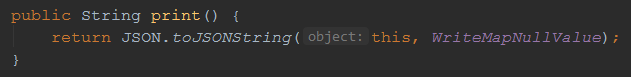 public String print() {
return JSON.toJSONString( object: this, WriteMapNullValue);
}